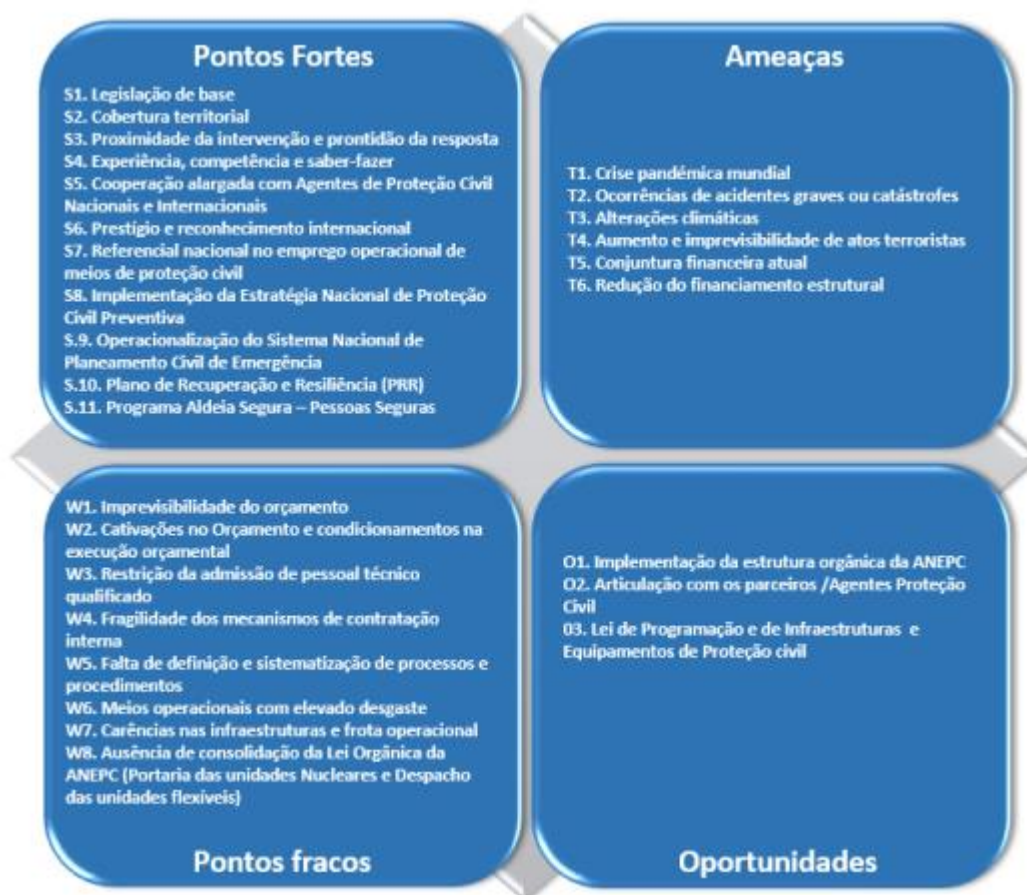 Pontos Fortes
S1. Legislação de base
S2. Cobertura territorial
S3. Proximidade da intervenção e prontidão da resposta
S4. Experiência, competência e saber-fazer
S5. Cooperação alargada com Agentes de Proteção Civil
Nacionais e Internacionais
S6. Prestígio e reconhecimento internacional
S7. Referencial nacional no emprego operacional de
meios de proteção civil
S8. Implementação da Estratégia Nacional de Proteção
Civil Preventiva
S.9. Operacionalização do Sistema Nacional de
Planeamento Civil de Emergência
S.10. Plano de Recuperação e Resiliência (PRR)
S.11. Programa Aldeia Segura – Pessoas Seguras
Ameaças
T1. Crise pandémica mundial
T2. Ocorrências de acidentes graves ou catástrofes
T3. Alterações climáticas
T4. Aumento e imprevisibilidade de atos terroristas
T5. Conjuntura financeira atual
T6. Redução do financiamento estrutural
W1. Imprevisibilidade do orçamento
W2. Cativações no Orçamento e condicionamentos na
execução orçamental
W3. Restrição da admissão de pessoal técnico
qualificado
W4. Fragilidade dos mecanismos de contratação
interna
W5. Falta de definição e sistematização de processos e
procedimentos
W6. Meios operacionais com elevado desgaste
W7. Carências nas infraestruturas e frota operacional
W8. Ausência de consolidação da Lei Orgânica da
ANEPC (Portaria das unidades Nucleares e Despacho
das unidades flexíveis)
Pontos fracos
O1. Implementação da estrutura orgânica da ANEPC
O2. Articulação com os parceiros /Agentes Proteção
Civil
03. Lei de Programação e de Infraestruturas e
Equipamentos de Proteção civil
Oportunidades